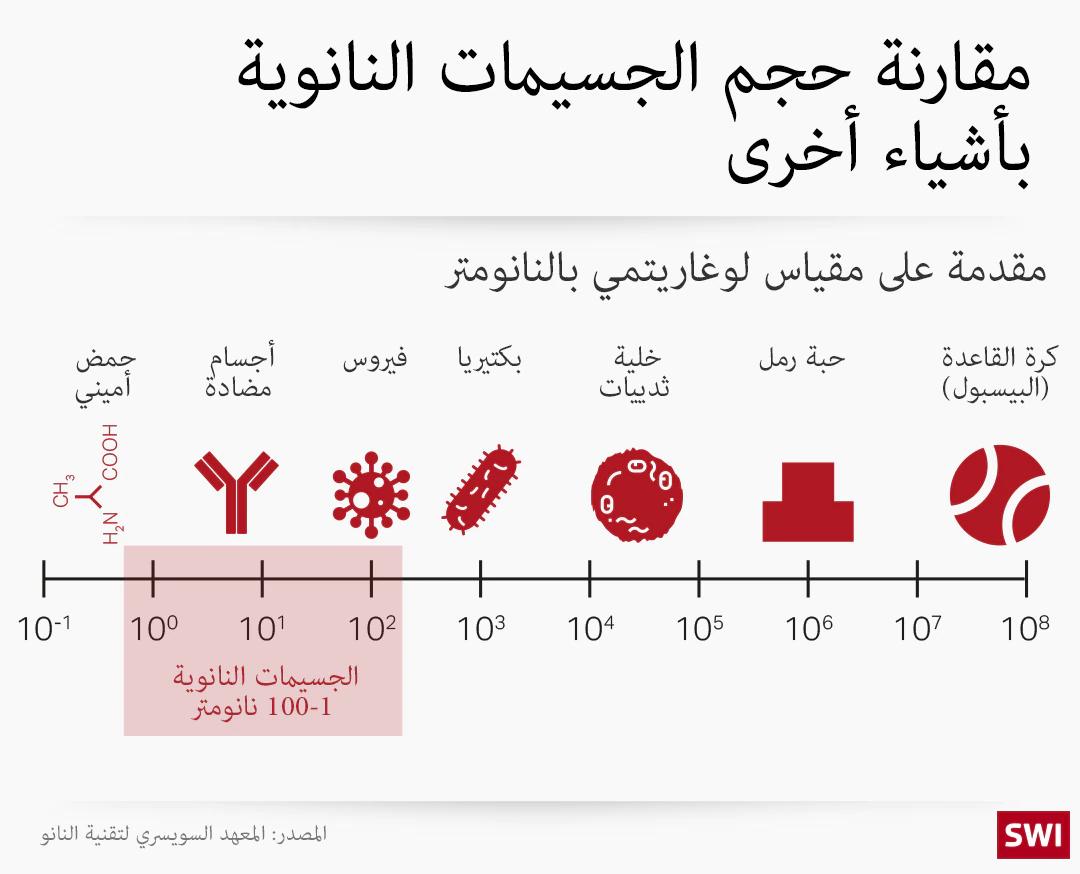 مقارنة حجم الجسيمات النانوية
بأشياء أخرى
مقدمة على مقياس لوغاريتمي بالنانومتر
حمض
أميني
أجسام
مضادة
فيروس
بكتيريا
خلية
ثدييات
حبة رمل
كرة القاعدة
(البيسبول)
CH₃
COOH
H₂N
10⁻¹ 10⁰ 10¹ 10² 10³ 10⁴ 10⁵ 10⁶ 10⁷ 10⁸
الجسيمات النانوية
1-100 نانومتر
المصدر: المعهد السويسري لتقنية النانو
SWI